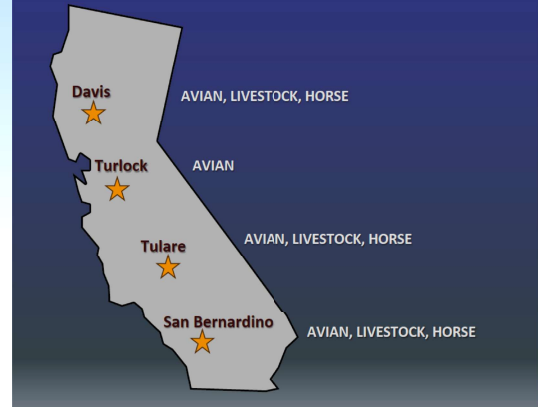 Davis
AVIAN, LIVESTOCK, HORSE
Turlock
AVIAN
Tulare
AVIAN, LIVESTOCK, HORSE
San Bernardino
AVIAN, LIVESTOCK, HORSE